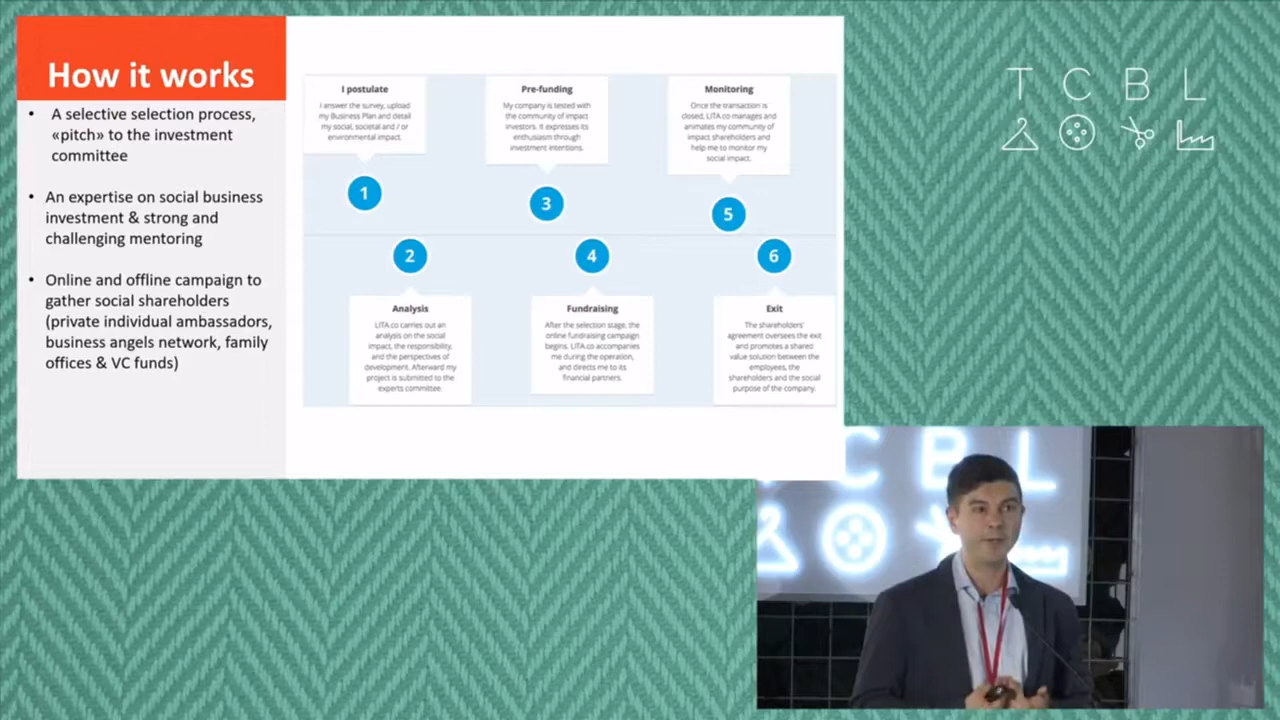 How it works
• A selective selection process,
«pitch» to the investment
committee
• An expertise on social business
investment & strong and
challenging mentoring
• Online and offline campaign to
gather social shareholders
(private individual ambassadors,
business angels network, family
offices & VC funds)
I postulate
I answer the survey, upload
my Business Plan and detail
my social, societal and / or
environmental impact.
1
Pre-funding
My company is tested with
the community of impact
investors. It expresses its
enthusiasm through
investment intentions.
3
Monitoring
Once the transaction is
closed, LITA.co manages and
animates my community of
impact shareholders and
help me to monitor my
social impact.
5
2
Analysis
LITA.co carries out an
analysis on the social
impact, the responsibility,
and the perspectives of
development. Afterward my
project is submitted to the
experts committee.
4
Fundraising
After the selection stage, the
online fundraising campaign
begins. LITA.co accompanies
me during the operation,
and directs me to its
financial partners.
6
Exit
The shareholders'
agreement oversees the exit
and promotes a shared
value solution between the
employees, the
shareholders and the social
purpose of the company.
T C B L
C B L